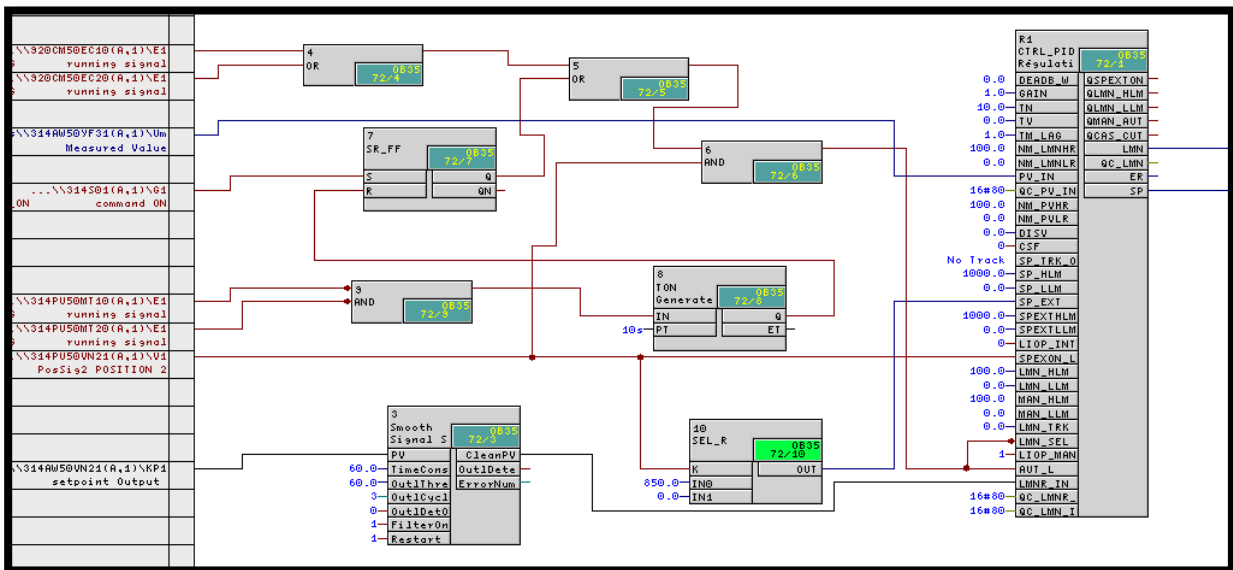 .\\920CM50EC10(A,1)\E1
running signal
.\\920CM50EC20(A,1)\E1
running signal
s\\314AW50YF31(A,1)\Vm
Measured Value
...\\314S01(A,1)\G1
_ON command ON
.\\314PU50MT10(A,1)\E1
G running signal
.\\314PU50MT20(A,1)\E1
G running signal
.\\314PU50VN21(A,1)\V1
PosSig2 POSITION 2
.\\314AW50VN21(A,1)\KP1
setpoint Output
4
OR
OB35
72/4
5
OR
OB35
72/5
7
SR_FF
OB35
72/7
S Q
R QN
6
AND
OB35
72/6
9
AND
OB35
72/9
8
TON
Generate
OB35
72/8
IN Q
10s PT ET
3
Smooth
Signal S
OB35
72/3
PV CleanPV
60.0 TimeCons OutlDete
60.0 OutlThre ErrorNum
3 OutlCycl
0 OutlDetO
1 FilterOn
1 Restart
10
SEL_R
OB35
72/10
K OUT
850.0 IN0
0.0 IN1
R1
CTRL_PID
Régulati
OB35
72/1
0.0 DEADB_W QSPEXTON
1.0 GAIN QLMN_HLM
10.0 TN QLMN_LLM
0.0 TV QMAN_AUT
1.0 TM_LAG QCAS_CUT
100.0 NM_LMNHR LMN
0.0 NM_LMNLR QC_LMN
PV_IN ER
16#80 QC_PV_IN SP
100.0 NM_PVHR
0.0 NM_PVLR
0.0 DISV
0 CSF
No Track SP_TRK_O
1000.0 SP_HLM
0.0 SP_LLM
SP_EXT
1000.0 SPEXTHLM
0.0 SPEXTLLM
0 LIOP_INT
SPEXON_L
100.0 LMN_HLM
0.0 LMN_LLM
100.0 MAN_HLM
0.0 MAN_LLM
0.0 LMN_TRK
LMN_SEL
1 LIOP_MAN
AUT_L
LMNR_IN
16#80 QC_LMNR_
16#80 QC_LMN_I